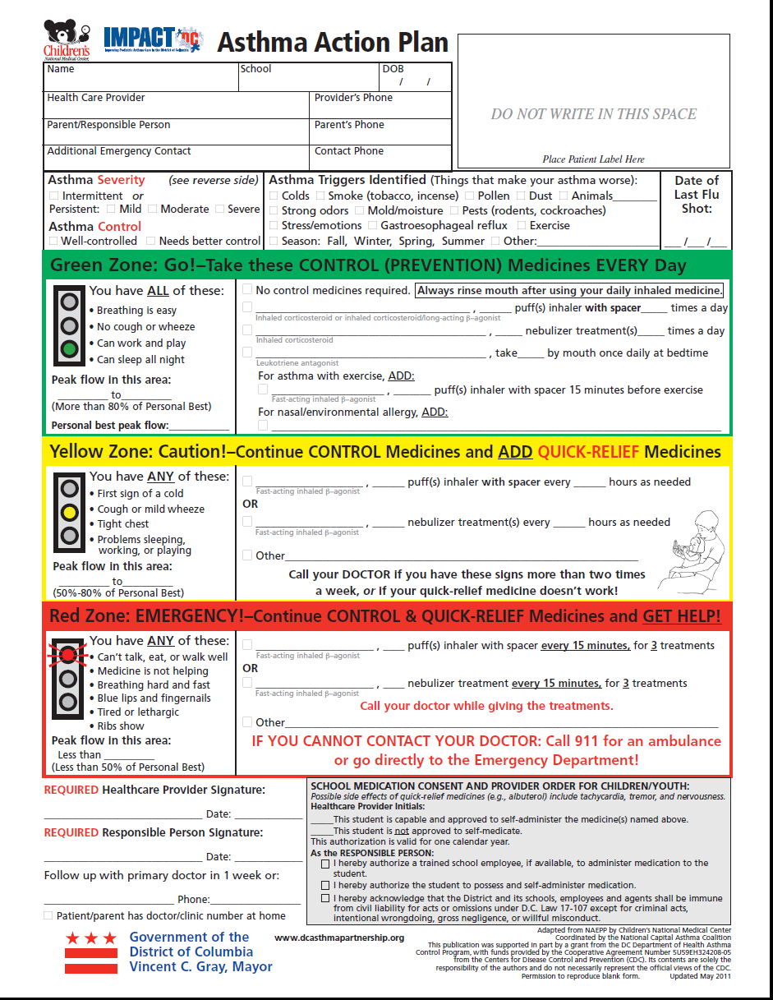 Children's
National Medical Center
IMPACT DC
Improving Pediatric Asthma Care in the District of Columbia
Asthma Action Plan
Name School DOB
/ /
Health Care Provider Provider's Phone
Parent/Responsible Person Parent's Phone
Additional Emergency Contact Contact Phone
DO NOT WRITE IN THIS SPACE
Place Patient Label Here
Asthma Severity (see reverse side)
Intermittent or
Persistent: Mild Moderate Severe
Asthma Control
Well-controlled Needs better control
Asthma Triggers Identified (Things that make your asthma worse):
Colds Smoke (tobacco, incense) Pollen Dust Animals________
Strong odors Mold/moisture Pests (rodents, cockroaches)
Stress/emotions Gastroesophageal reflux Exercise
Season: Fall, Winter, Spring, Summer Other:______________________
Date of
Last Flu
Shot:
___ /___ /___
Green Zone: Go!–Take these CONTROL (PREVENTION) Medicines EVERY Day
You have ALL of these:
• Breathing is easy
• No cough or wheeze
• Can work and play
• Can sleep all night
Peak flow in this area:
_________ to_________
(More than 80% of Personal Best)
Personal best peak flow:___________
No control medicines required. Always rinse mouth after using your daily inhaled medicine.
______________________ , ______ puff(s) inhaler with spacer_____ times a day
Inhaled corticosteroid or inhaled corticosteroid/long-acting β–agonist
______________________ , _____ nebulizer treatment(s)_____ times a day
Inhaled corticosteroid
______________________ , take_____ by mouth once daily at bedtime
Leukotriene antagonist
For asthma with exercise, ADD:
____________________ , _______ puff(s) inhaler with spacer 15 minutes before exercise
Fast-acting inhaled β–agonist
For nasal/environmental allergy, ADD:
______________________
Yellow Zone: Caution!–Continue CONTROL Medicines and ADD QUICK-RELIEF Medicines
You have ANY of these:
• First sign of a cold
• Cough or mild wheeze
• Tight chest
• Problems sleeping,
working, or playing
Peak flow in this area:
_________ to_________
(50%-80% of Personal Best)
____________________ , ______ puff(s) inhaler with spacer every ______ hours as needed
Fast-acting inhaled β–agonist
OR
____________________ , ______ nebulizer treatment(s) every ______ hours as needed
Fast-acting inhaled β–agonist
Other______________________
Call your DOCTOR if you have these signs more than two times
a week, or if your quick-relief medicine doesn't work!
Red Zone: EMERGENCY!–Continue CONTROL & QUICK-RELIEF Medicines and GET HELP!
You have ANY of these:
• Can't talk, eat, or walk well
• Medicine is not helping
• Breathing hard and fast
• Blue lips and fingernails
• Tired or lethargic
• Ribs show
Peak flow in this area:
Less than _________
(Less than 50% of Personal Best)
______________________ , ____ puff(s) inhaler with spacer every 15 minutes, for 3 treatments
Fast-acting inhaled β–agonist
OR
______________________ , ____ nebulizer treatment every 15 minutes, for 3 treatments
Fast-acting inhaled β–agonist
Call your doctor while giving the treatments.
Other______________________
IF YOU CANNOT CONTACT YOUR DOCTOR: Call 911 for an ambulance
or go directly to the Emergency Department!
REQUIRED Healthcare Provider Signature:
______________________ Date: ____________
REQUIRED Responsible Person Signature:
______________________ Date: ____________
Follow up with primary doctor in 1 week or:
______________________ Phone:________________
Patient/parent has doctor/clinic number at home
SCHOOL MEDICATION CONSENT AND PROVIDER ORDER FOR CHILDREN/YOUTH:
Possible side effects of quick-relief medicines (e.g., albuterol) include tachycardia, tremor, and nervousness.
Healthcare Provider Initials:
_____This student is capable and approved to self-administer the medicine(s) named above.
_____This student is not approved to self-medicate.
This authorization is valid for one calendar year.
As the RESPONSIBLE PERSON:
I hereby authorize a trained school employee, if available, to administer medication to the
student.
I hereby authorize the student to possess and self-administer medication.
I hereby acknowledge that the District and its schools, employees and agents shall be immune
from civil liability for acts or omissions under D.C. Law 17-107 except for criminal acts,
intentional wrongdoing, gross negligence, or willful misconduct.
Government of the
District of Columbia
Vincent C. Gray, Mayor
www.dcasthmapartnership.org
Adapted from NAEPP by Children's National Medical Center
Coordinated by the National Capital Asthma Coalition
This publication was supported in part by a grant from the DC Department of Health Asthma
Control Program, with funds provided by the Cooperative Agreement Number 5U59EH324208-05
from the Centers for Disease Control and Prevention (CDC). Its contents are solely the
responsibility of the authors and do not necessarily represent the official views of the CDC.
Permission to reproduce blank form. Updated May 2011